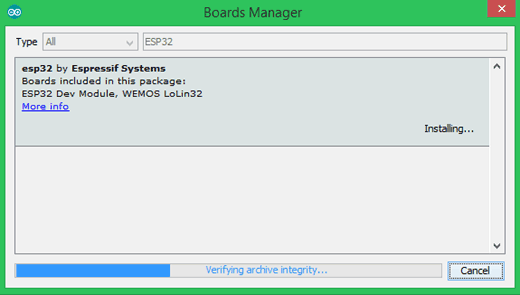 Boards Manager
Type All ESP32
esp32 by Espressif Systems
Boards included in this package:
ESP32 Dev Module, WEMOS LoLin32
More info
Installing...
Verifying archive integrity...
Cancel